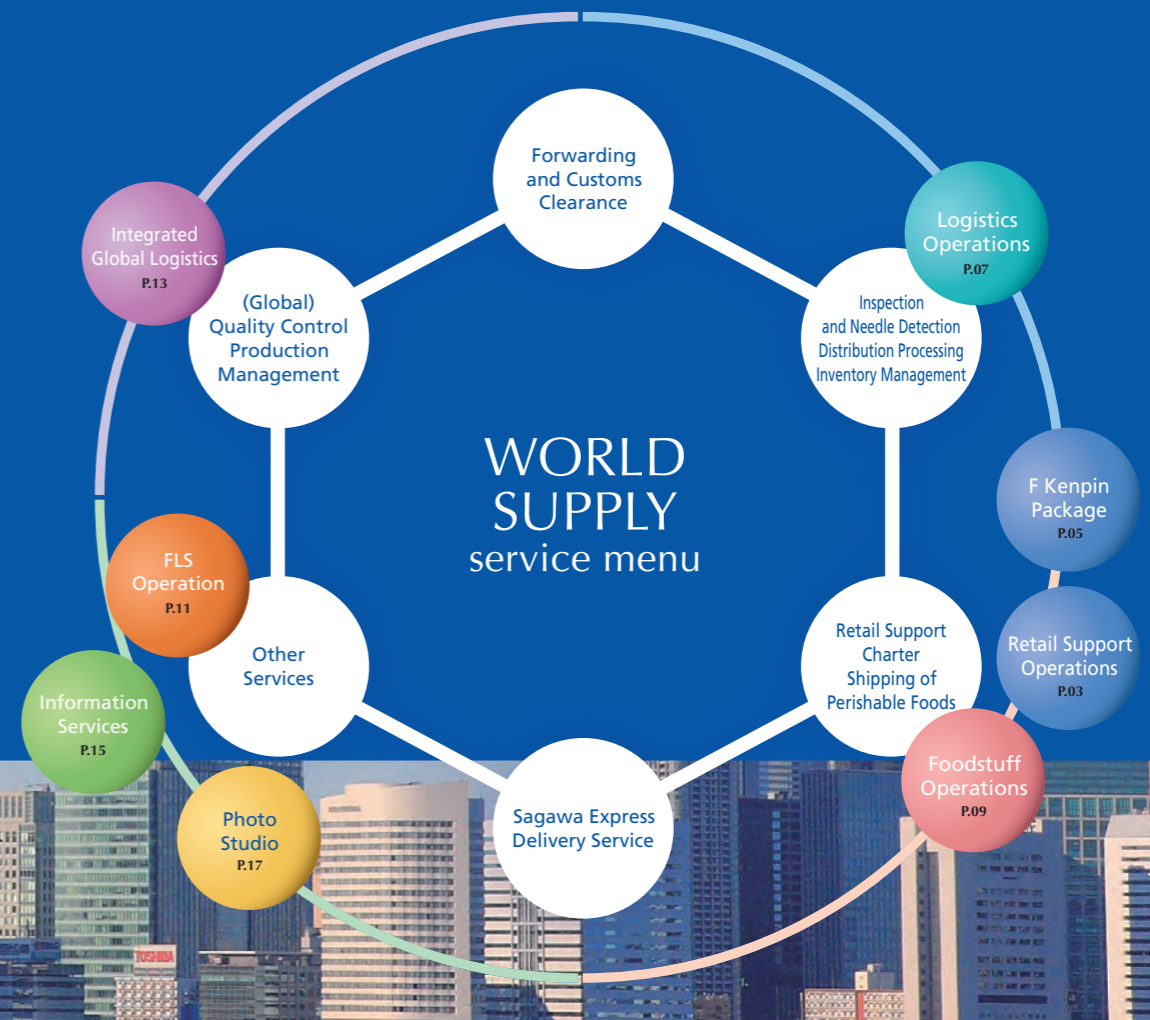 Forwarding
and Customs
Clearance
Integrated
Global Logistics
P.13
Logistics
Operations
P.07
(Global)
Quality Control
Production
Management
Inspection
and Needle Detection
Distribution Processing
Inventory Management
WORLD
SUPPLY
service menu
F Kenpin
Package
P.05
FLS
Operation
P.11
Other
Services
Retail Support
Charter
Shipping of
Perishable Foods
Retail Support
Operations
P.03
Information
Services
P.15
Foodstuff
Operations
P.09
Photo
Studio
P.17
Sagawa Express
Delivery Service
TOSHIBA